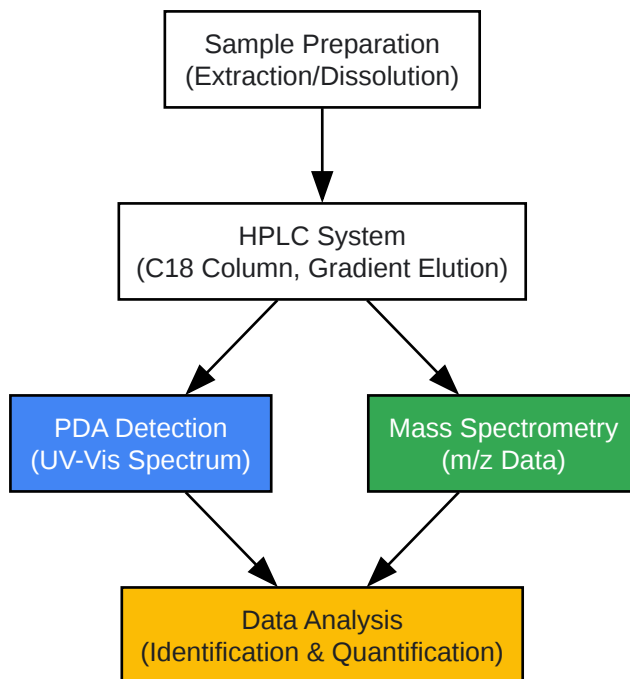 Sample Preparation
(Extraction/Dissolution)
HPLC System
(C18 Column, Gradient Elution)
PDA Detection
(UV-Vis Spectrum)
Mass Spectrometry
(m/z Data)
Data Analysis
(Identification & Quantification)